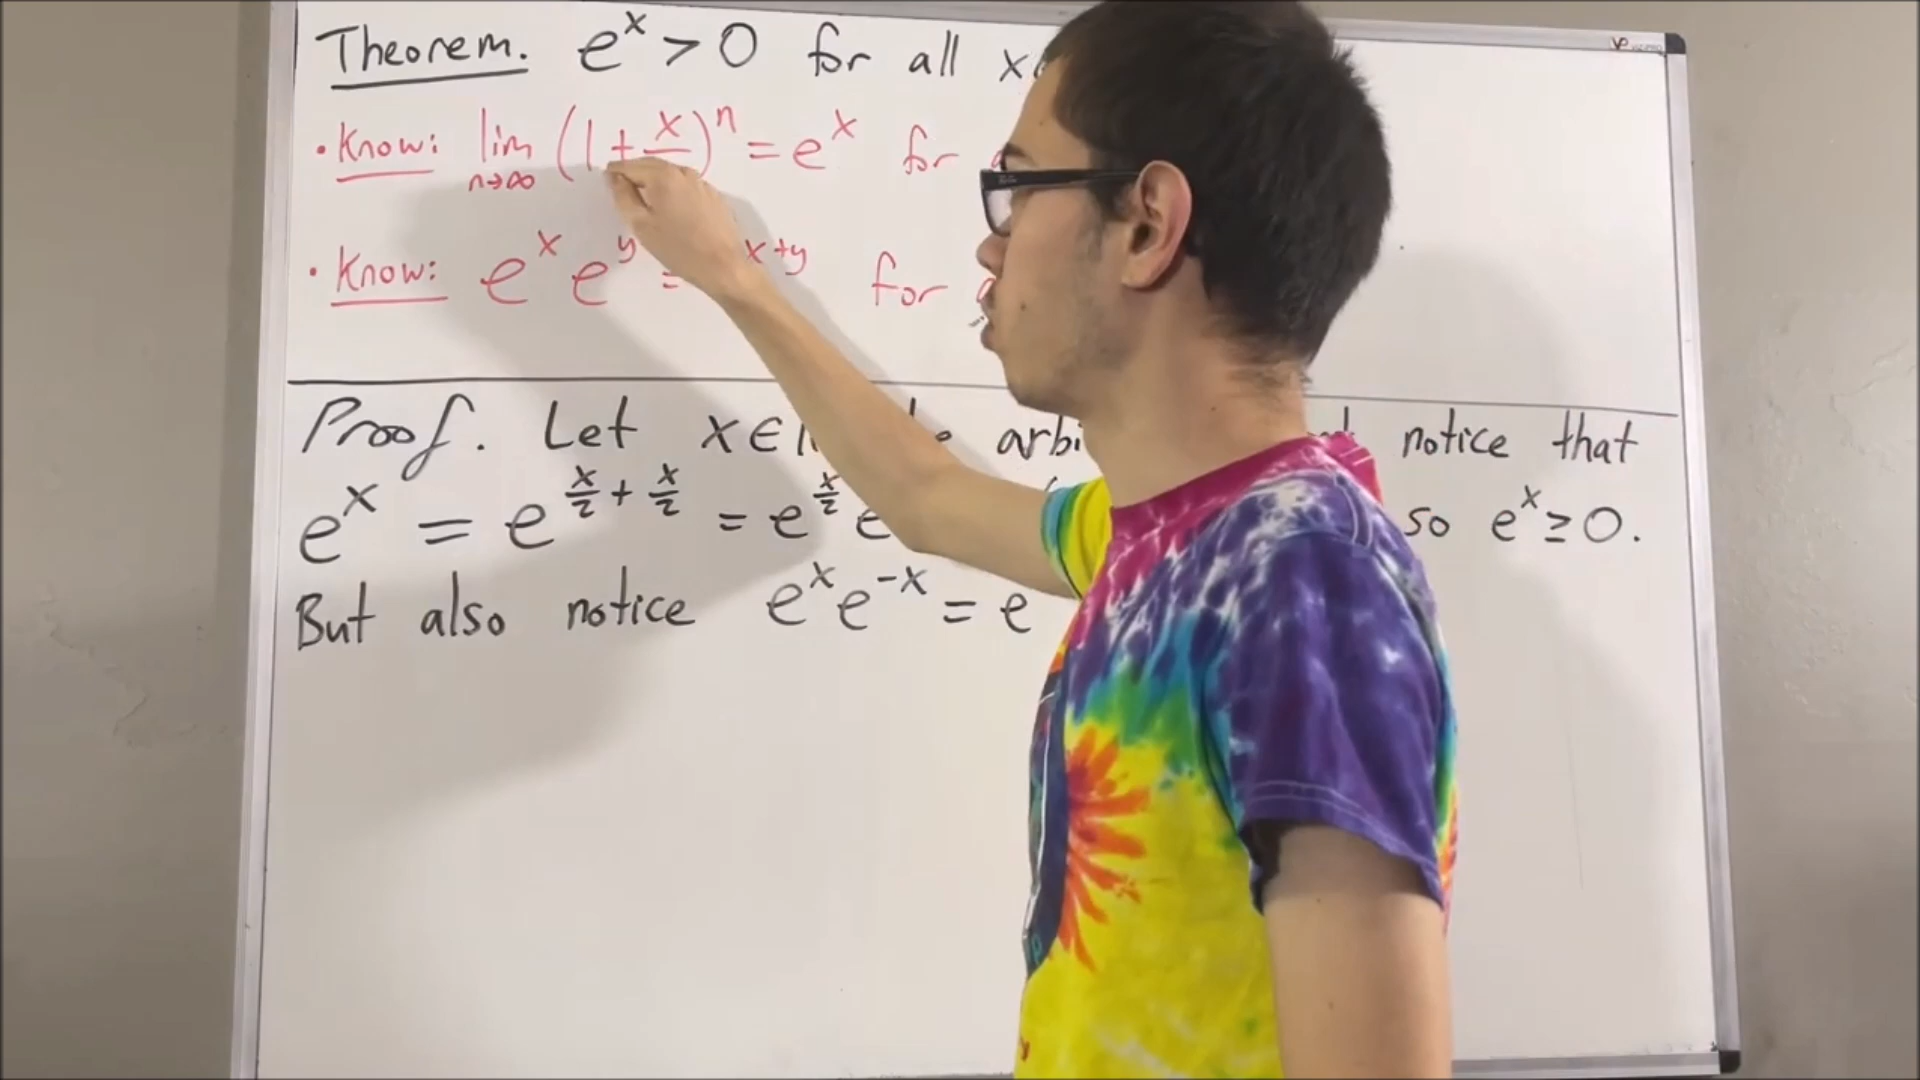 Theorem. e^x > 0 for all x
• Know: lim n→∞ (1 + x/ )^n = e^x for
• Know: e^x e^y = x+y for
Proof. Let x ∈ notice that
e^x = e^(x/2 + x/2) = e^(x/2) e so e^x ≥ 0.
But also notice e^x e^-x = e